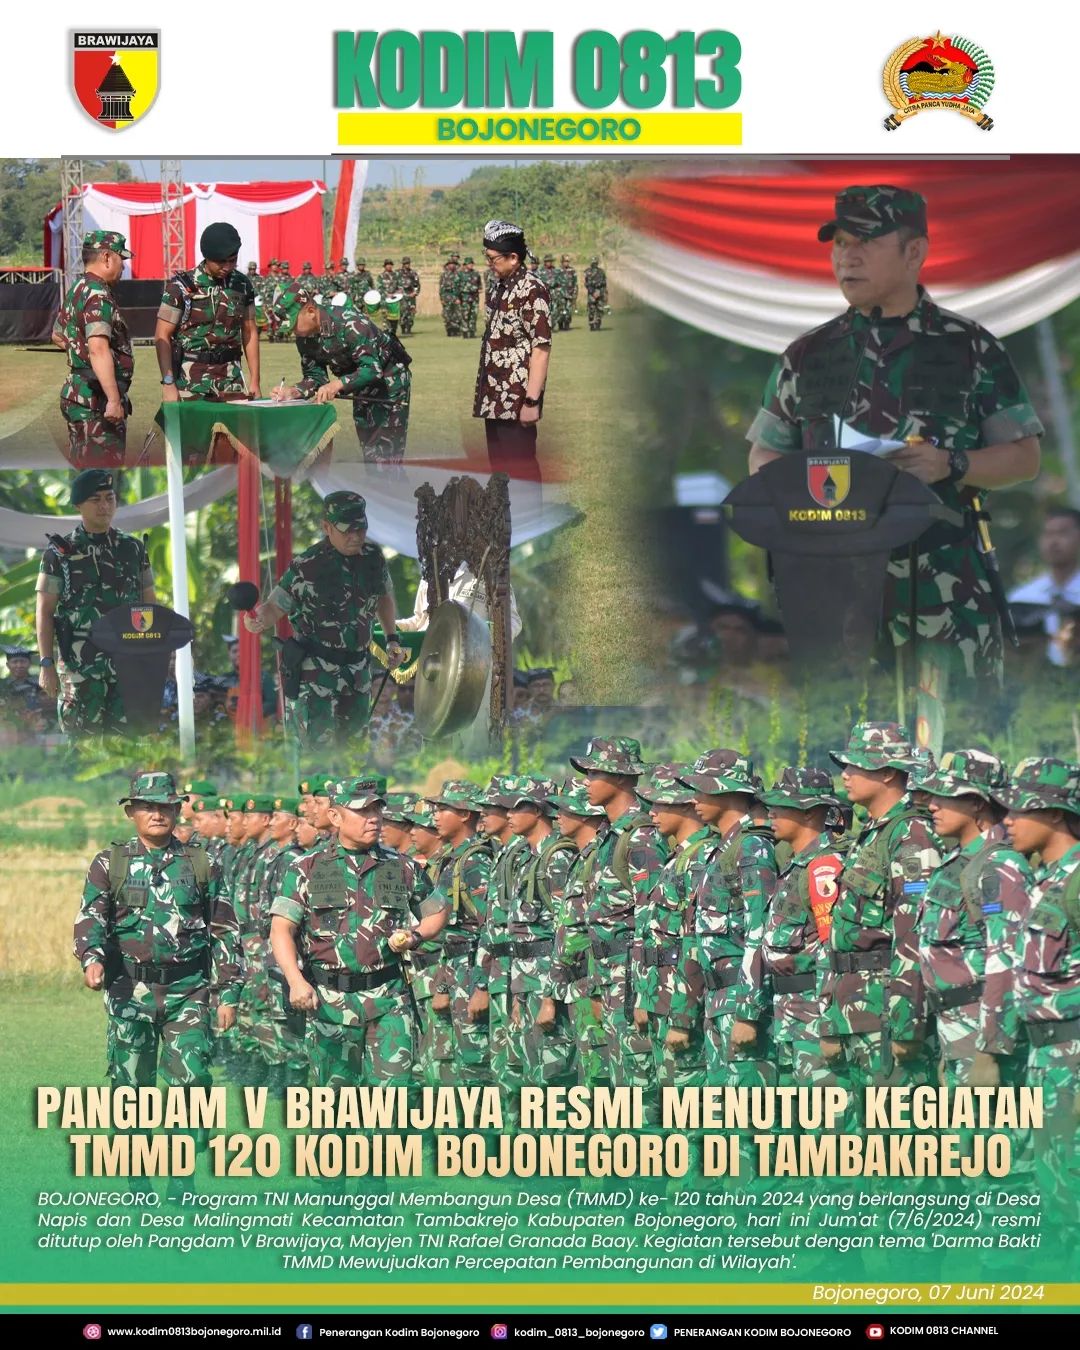 BRAWIJAYA
KODIM 0813
BOJONEGORO
CITRA PANCA YUDHA JAYA
BRAWIJAYA
KODIM 0813
KODIM 0813
PANGDAM V BRAWIJAYA RESMI MENUTUP KEGIATAN
TMMD 120 KODIM BOJONEGORO DI TAMBAKREJO
BOJONEGORO, - Program TNI Manunggal Membangun Desa (TMMD) ke- 120 tahun 2024 yang berlangsung di Desa
Napis dan Desa Malingmati Kecamatan Tambakrejo Kabupaten Bojonegoro, hari ini Jum'at (7/6/2024) resmi
ditutup oleh Pangdam V Brawijaya, Mayjen TNI Rafael Granada Baay. Kegiatan tersebut dengan tema 'Darma Bakti
TMMD Mewujudkan Percepatan Pembangunan di Wilayah'.
Bojonegoro, 07 Juni 2024
www.kodim0813bojonegoro.mil.id
Penerangan Kodim Bojonegoro
kodim_0813_bojonegoro
PENERANGAN KODIM BOJONEGORO
KODIM 0813 CHANNEL